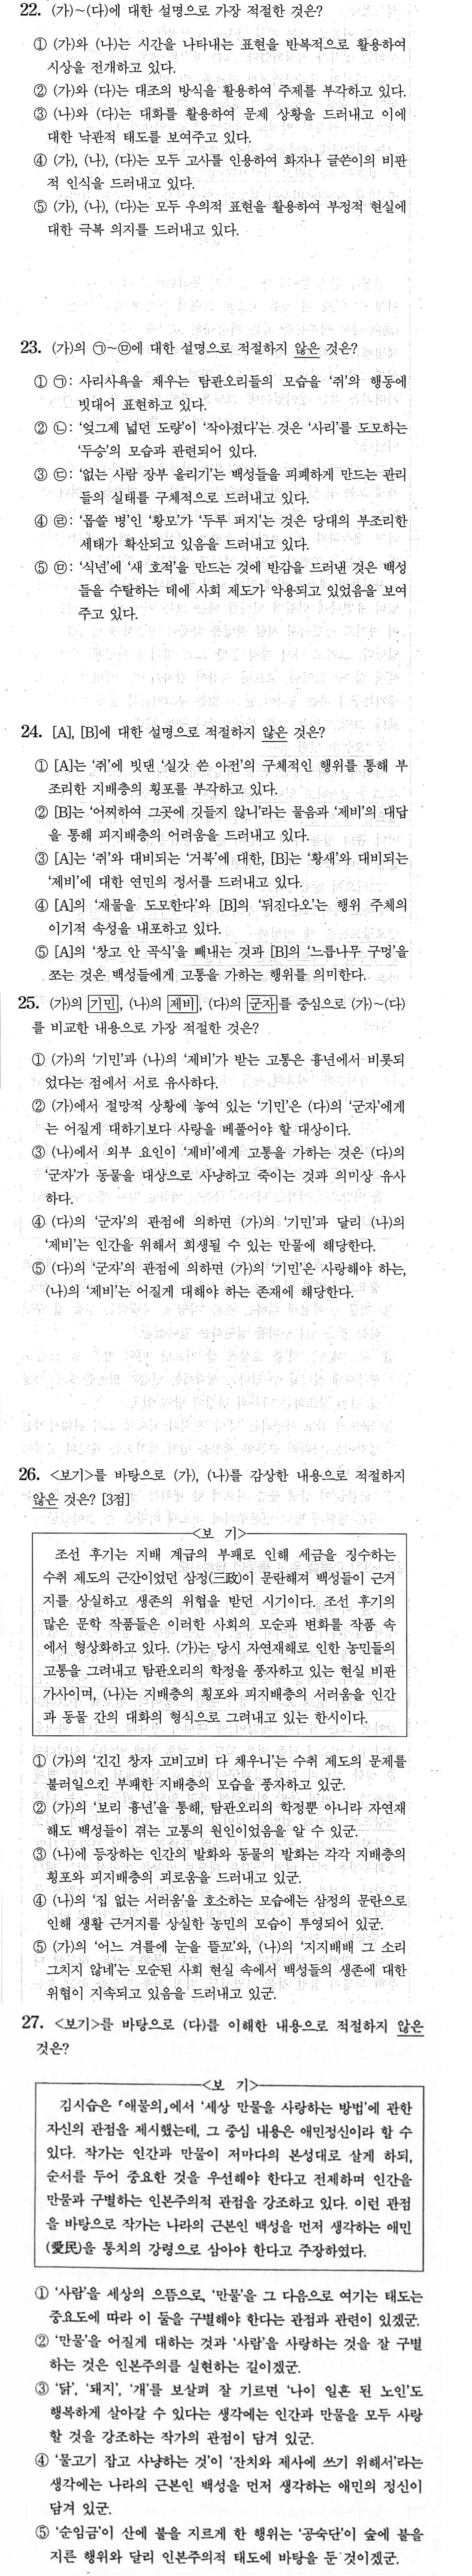 22. (가)~(다)에 대한 설명으로 가장 적절한 것은?
① (가)와 (나)는 시간을 나타내는 표현을 반복적으로 활용하여
시상을 전개하고 있다.
② (가)와 (다)는 대조의 방식을 활용하여 주제를 부각하고 있다.
③ (나)와 (다)는 대화를 활용하여 문제 상황을 드러내고 이에
대한 낙관적 태도를 보여주고 있다.
④ (가), (나), (다)는 모두 고사를 인용하여 화자나 글쓴이의 비판
적 인식을 드러내고 있다.
⑤ (가), (나), (다)는 모두 우의적 표현을 활용하여 부정적 현실에
대한 극복 의지를 드러내고 있다.
23. (가)의 ㉠~㉤에 대한 설명으로 적절하지 않은 것은?
① ㉠: 사리사욕을 채우는 탐관오리들의 모습을 ‘쥐’의 행동에
빗대어 표현하고 있다.
② ㉡: ‘엊그제 넓던 도량’이 ‘작아졌다’는 것은 ‘사리’를 도모하는
‘두승’의 모습과 관련되어 있다.
③ ㉢: ‘없는 사람 장부 올리기’는 백성들을 피폐하게 만드는 관리
들의 실태를 구체적으로 드러내고 있다.
④ ㉣: ‘몹쓸 병’인 ‘황모’가 ‘두루 퍼지’는 것은 당대의 부조리한
세태가 확산되고 있음을 드러내고 있다.
⑤ ㉤: ‘식년’에 ‘새 호적’을 만드는 것에 반감을 드러낸 것은 백성
들을 수탈하는 데에 사회 제도가 악용되고 있었음을 보여
주고 있다.
24. [A], [B]에 대한 설명으로 적절하지 않은 것은?
① [A]는 ‘쥐’에 빗댄 ‘실갓 쓴 아전’의 구체적인 행위를 통해 부
조리한 지배층의 횡포를 부각하고 있다.
② [B]는 ‘어찌하여 그곳에 깃들지 않니’라는 물음과 ‘제비’의 대답
을 통해 피지배층의 어려움을 드러내고 있다.
③ [A]는 ‘쥐’와 대비되는 ‘거북’에 대한, [B]는 ‘황새’와 대비되는
‘제비’에 대한 연민의 정서를 드러내고 있다.
④ [A]의 ‘재물을 도모한다’와 [B]의 ‘뒤진다오’는 행위 주체의
이기적 속성을 내포하고 있다.
⑤ [A]의 ‘창고 안 곡식’을 빼내는 것과 [B]의 ‘느릅나무 구멍’을
쪼는 것은 백성들에게 고통을 가하는 행위를 의미한다.
25. (가)의 기민, (나)의 제비, (다)의 군자를 중심으로 (가)~(다)
를 비교한 내용으로 가장 적절한 것은?
① (가)의 ‘기민’과 (나)의 ‘제비’가 받는 고통은 흉년에서 비롯되
었다는 점에서 서로 유사하다.
② (가)에서 절망적 상황에 놓여 있는 ‘기민’은 (다)의 ‘군자’에게
는 어질게 대하기보다 사랑을 베풀어야 할 대상이다.
③ (나)에서 외부 요인이 ‘제비’에게 고통을 가하는 것은 (다)의
‘군자’가 동물을 대상으로 사냥하고 죽이는 것과 의미상 유사
하다.
④ (다)의 ‘군자’의 관점에 의하면 (가)의 ‘기민’과 달리 (나)의
‘제비’는 인간을 위해서 희생될 수 있는 만물에 해당한다.
⑤ (다)의 ‘군자’의 관점에 의하면 (가)의 ‘기민’은 사랑해야 하는,
(나)의 ‘제비’는 어질게 대해야 하는 존재에 해당한다.
26. <보기>를 바탕으로 (가), (나)를 감상한 내용으로 적절하지
않은 것은? [3점]
<보 기>
조선 후기는 지배 계급의 부패로 인해 세금을 징수하는
수취 제도의 근간이었던 삼정(三政)이 문란해져 백성들이 근거
지를 상실하고 생존의 위협을 받던 시기이다. 조선 후기의
많은 문학 작품들은 이러한 사회의 모순과 변화를 작품 속
에서 형상화하고 있다. (가)는 당시 자연재해로 인한 농민들의
고통을 그려내고 탐관오리의 학정을 풍자하고 있는 현실 비판
가사이며, (나)는 지배층의 횡포와 피지배층의 서러움을 인간
과 동물 간의 대화의 형식으로 그려내고 있는 한시이다.
① (가)의 ‘긴긴 창자 고비고비 다 채우니’는 수취 제도의 문제를
불러일으킨 부패한 지배층의 모습을 풍자하고 있군.
② (가)의 ‘보리 흉년’을 통해, 탐관오리의 학정뿐 아니라 자연재
해도 백성들이 겪는 고통의 원인이었음을 알 수 있군.
③ (나)에 등장하는 인간의 발화와 동물의 발화는 각각 지배층의
횡포와 피지배층의 괴로움을 드러내고 있군.
④ (나)의 ‘집 없는 서러움’을 호소하는 모습에는 삼정의 문란으로
인해 생활 근거지를 상실한 농민의 모습이 투영되어 있군.
⑤ (가)의 ‘어느 겨를에 눈을 뜰꼬’와, (나)의 ‘지지배배 그 소리
그치지 않네’는 모순된 사회 현실 속에서 백성들의 생존에 대한
위협이 지속되고 있음을 드러내고 있군.
27. <보기>를 바탕으로 (다)를 이해한 내용으로 적절하지 않은
것은?
<보 기>
김시습은 「애물의」에서 ‘세상 만물을 사랑하는 방법’에 관한
자신의 관점을 제시했는데, 그 중심 내용은 애민정신이라 할 수
있다. 작가는 인간과 만물이 저마다의 본성대로 살게 하되,
순서를 두어 중요한 것을 우선해야 한다고 전제하며 인간을
만물과 구별하는 인본주의적 관점을 강조하고 있다. 이런 관점
을 바탕으로 작가는 나라의 근본인 백성을 먼저 생각하는 애민
(愛民)을 통치의 강령으로 삼아야 한다고 주장하였다.
① ‘사람’을 세상의 으뜸으로, ‘만물’을 그 다음으로 여기는 태도는
중요도에 따라 이 둘을 구별해야 한다는 관점과 관련이 있겠군.
② ‘만물’을 어질게 대하는 것과 ‘사람’을 사랑하는 것을 잘 구별
하는 것은 인본주의를 실현하는 길이겠군.
③ ‘닭’, ‘돼지’, ‘개’를 보살펴 잘 기르면 ‘나이 일흔 된 노인’도
행복하게 살아갈 수 있다는 생각에는 인간과 만물을 모두 사랑
할 것을 강조하는 작가의 관점이 담겨 있군.
④ ‘물고기 잡고 사냥하는 것’이 ‘잔치와 제사에 쓰기 위해서’라는
생각에는 나라의 근본인 백성을 먼저 생각하는 애민의 정신이
담겨 있군.
⑤ ‘순임금’이 산에 불을 지르게 한 행위는 ‘공숙단’이 숲에 불을
지른 행위와 달리 인본주의적 태도에 바탕을 둔 것이겠군.